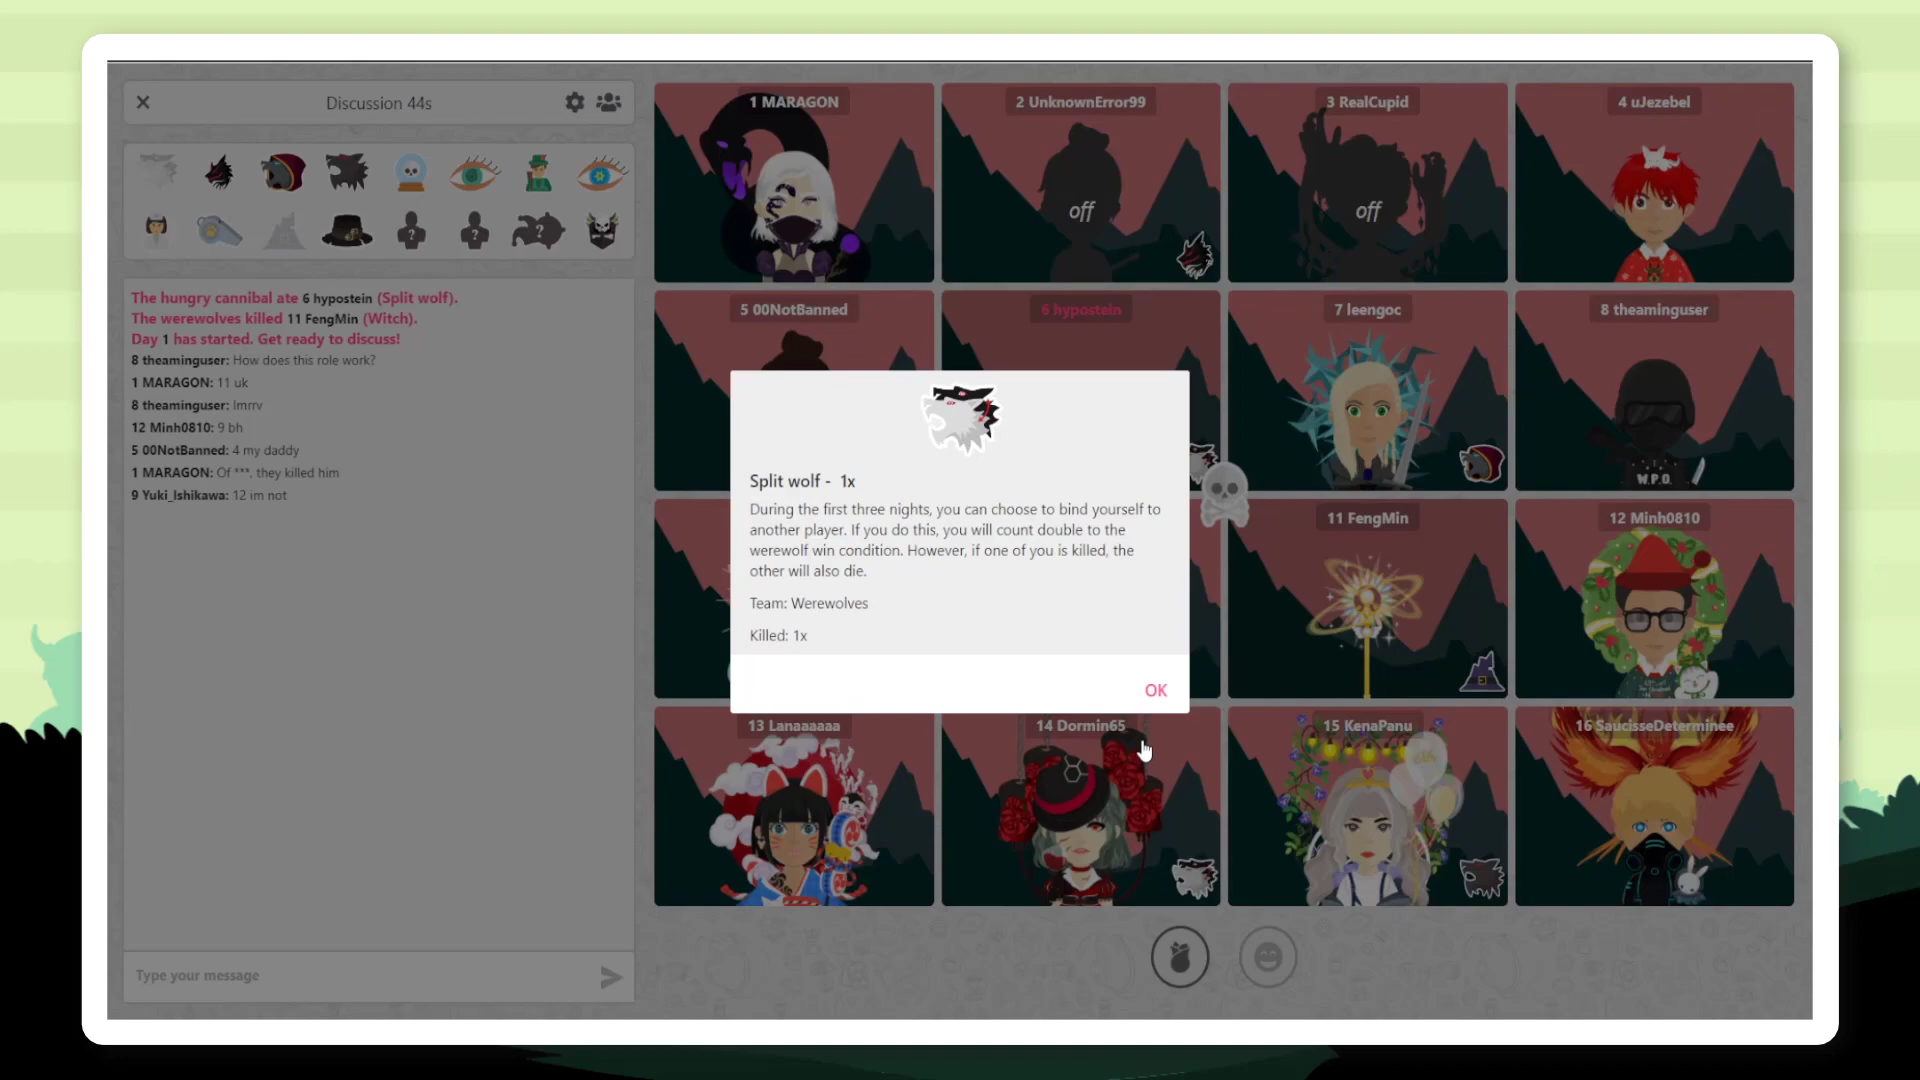 Discussion 44s
The hungry cannibal ate 6 hypostein (Split wolf).
The werewolves killed 11 FengMin (Witch).
Day 1 has started. Get ready to discuss!
8 theaminguser: How does this role work?
1 MARAGON: 11 uk
8 theaminguser: lmrrv
12 Minh0810: 9 bh
5 00NotBanned: 4 my daddy
1 MARAGON: Of ***, they killed him
9 Yuki_Ishikawa: 12 im not
Type your message
1 MARAGON
2 UnknownError99
off
3 RealCupid
off
4 uJezebel
5 00NotBanned
6 hypostein
7 leengoc
8 theaminguser
W.P.O.
11 FengMin
12 Minh0810
13 Lanaaaaaa
14 Dormin65
15 KenaPanu
16 SaucisseDeterminee
Split wolf - 1x
During the first three nights, you can choose to bind yourself to
another player. If you do this, you will count double to the
werewolf win condition. However, if one of you is killed, the
other will also die.
Team: Werewolves
Killed: 1x
OK